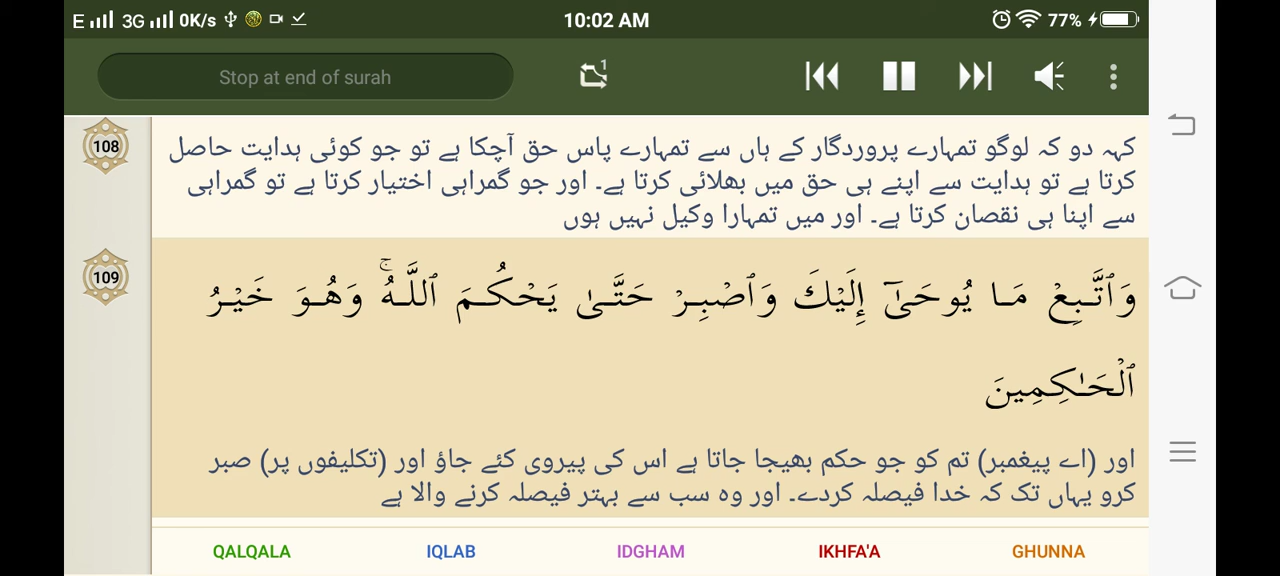 E 3G 0K/s 10:02 AM 77%
Stop at end of surah 1
108
کہہ دو کہ لوگو تمہارے پروردگار کے ہاں سے تمہارے پاس حق آچکا ہے تو جو کوئی ہدایت حاصل
کرتا ہے تو ہدایت سے اپنے ہی حق میں بھلائی کرتا ہے۔ اور جو گمراہی اختیار کرتا ہے تو گمراہی
سے اپنا ہی نقصان کرتا ہے۔ اور میں تمہارا وکیل نہیں ہوں
109
وَٱتَّبِعْ مَا يُوحَىٰٓ إِلَيْكَ وَٱصْبِرْ حَتَّىٰ يَحْكُمَ ٱللَّهُ ۚ وَهُوَ خَيْرُ
ٱلْحَـٰكِمِينَ
اور (اے پیغمبر) تم کو جو حکم بھیجا جاتا ہے اس کی پیروی کئے جاؤ اور (تکلیفوں پر) صبر
کرو یہاں تک کہ خدا فیصلہ کردے۔ اور وہ سب سے بہتر فیصلہ کرنے والا ہے
QALQALA IQLAB IDGHAM IKHFA'A GHUNNA